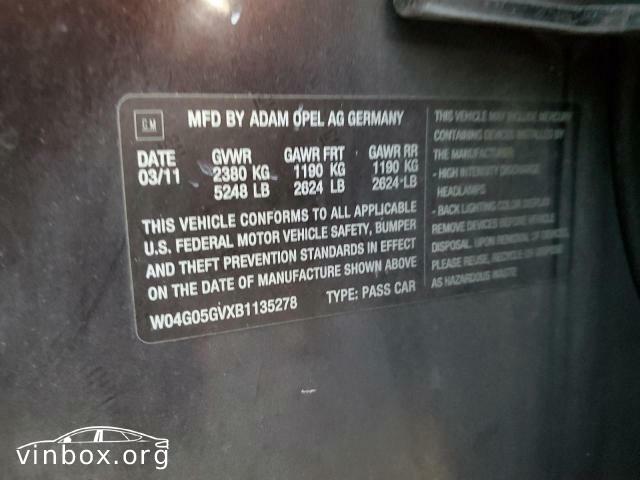 GM
MFD BY ADAM OPEL AG GERMANY
DATE GVWR GAWR FRT GAWR RR
03/11 2380 KG 1190 KG 1190 KG
5248 LB 2624 LB 2624 LB
THIS VEHICLE CONFORMS TO ALL APPLICABLE
U.S. FEDERAL MOTOR VEHICLE SAFETY, BUMPER
AND THEFT PREVENTION STANDARDS IN EFFECT
ON THE DATE OF MANUFACTURE SHOWN ABOVE
W04G05GVXB1135278 TYPE: PASS CAR
THIS VEHICLE MAY INCLUDE MERCURY
CONTAINING DEVICES INSTALLED BY
THE MANUFACTURER:
- HIGH INTENSITY DISCHARGE
HEADLAMPS
- BACK LIGHTING COLOR DISPLAY
REMOVE DEVICES BEFORE VEHICLE
DISPOSAL. UPON REMOVAL OF DEVICES
PLEASE REUSE, RECYCLE OR DISPOSE
AS HAZARDOUS WASTE
vinbox.org